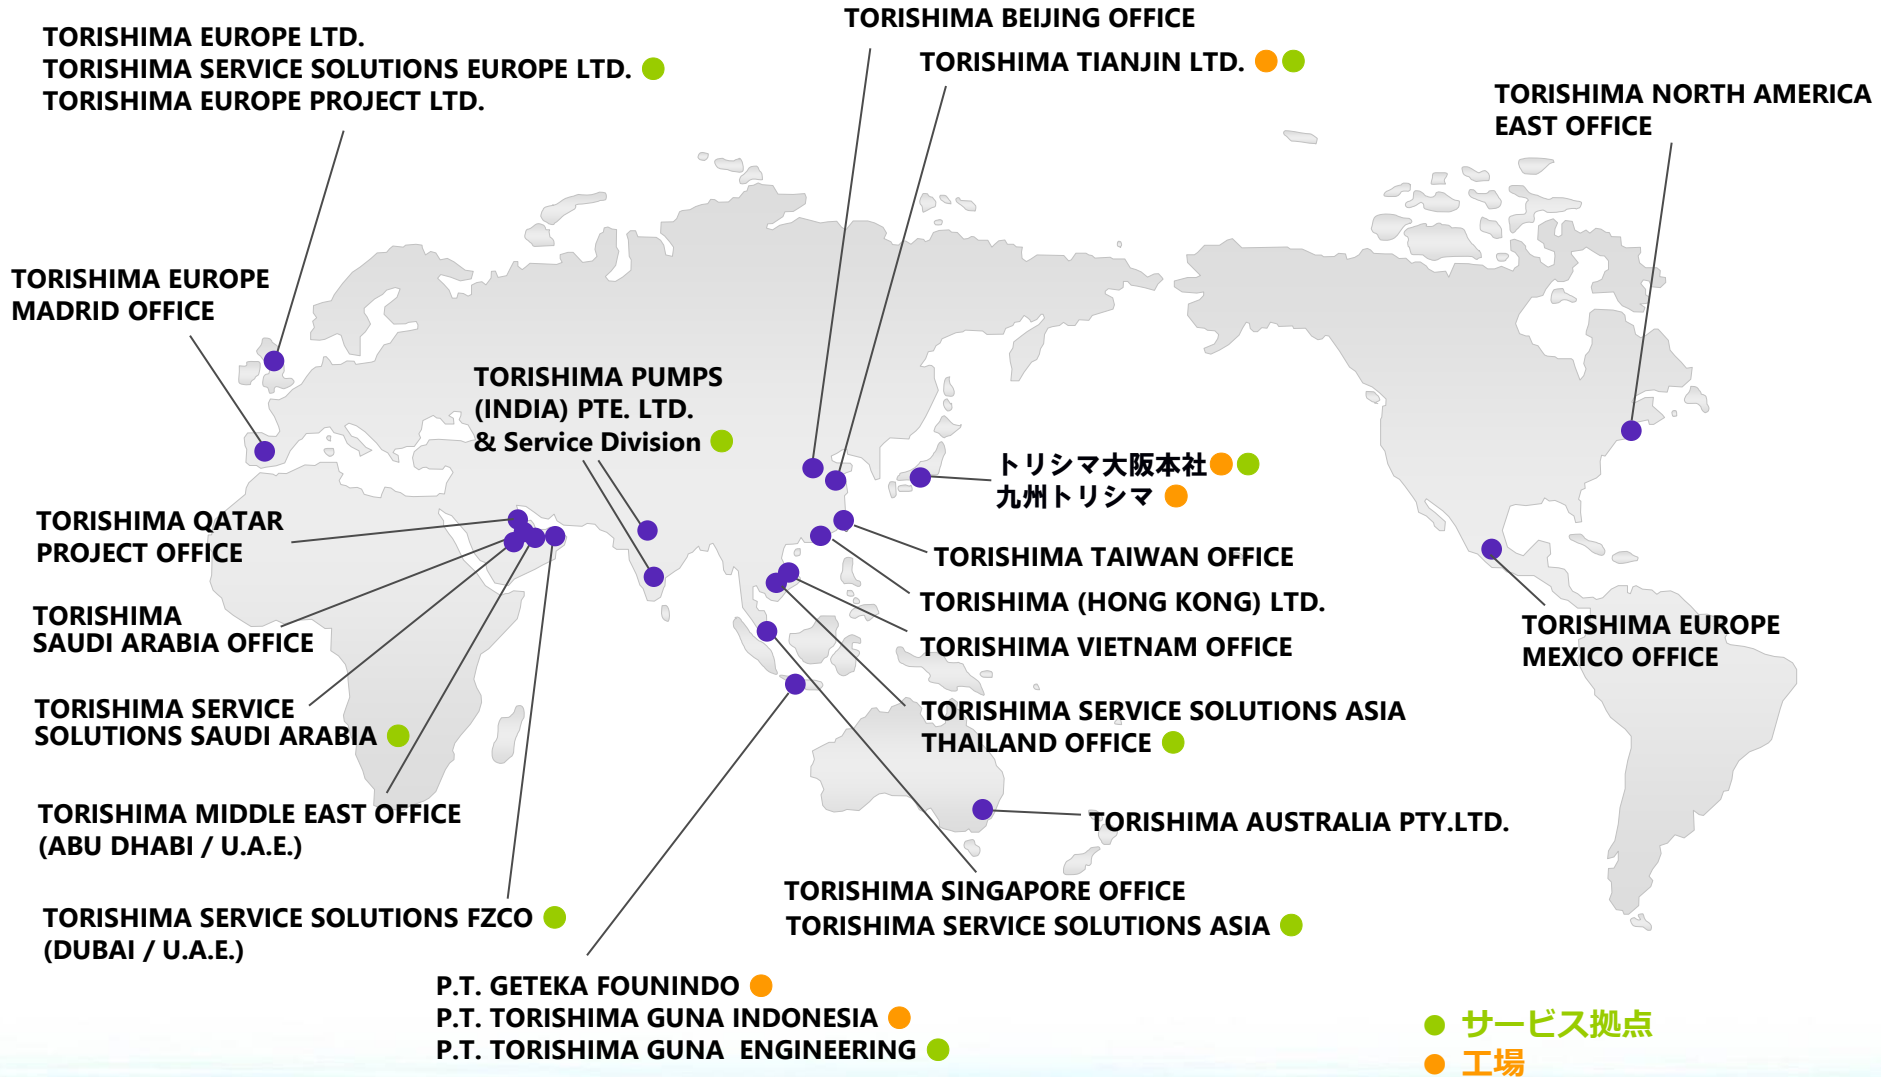 TORISHIMA EUROPE LTD.
TORISHIMA SERVICE SOLUTIONS EUROPE LTD.
TORISHIMA EUROPE PROJECT LTD.
TORISHIMA BEIJING OFFICE
TORISHIMA TIANJIN LTD.
TORISHIMA NORTH AMERICA
EAST OFFICE
TORISHIMA EUROPE
MADRID OFFICE
TORISHIMA PUMPS
(INDIA) PTE. LTD.
& Service Division
トリシマ大阪本社
九州トリシマ
TORISHIMA QATAR
PROJECT OFFICE
TORISHIMA TAIWAN OFFICE
TORISHIMA (HONG KONG) LTD.
TORISHIMA VIETNAM OFFICE
TORISHIMA
SAUDI ARABIA OFFICE
TORISHIMA EUROPE
MEXICO OFFICE
TORISHIMA SERVICE
SOLUTIONS SAUDI ARABIA
TORISHIMA SERVICE SOLUTIONS ASIA
THAILAND OFFICE
TORISHIMA MIDDLE EAST OFFICE
(ABU DHABI / U.A.E.)
TORISHIMA AUSTRALIA PTY.LTD.
TORISHIMA SINGAPORE OFFICE
TORISHIMA SERVICE SOLUTIONS ASIA
TORISHIMA SERVICE SOLUTIONS FZCO
(DUBAI / U.A.E.)
P.T. GETEKA FOUNINDO
P.T. TORISHIMA GUNA INDONESIA
P.T. TORISHIMA GUNA ENGINEERING
サービス拠点
工場